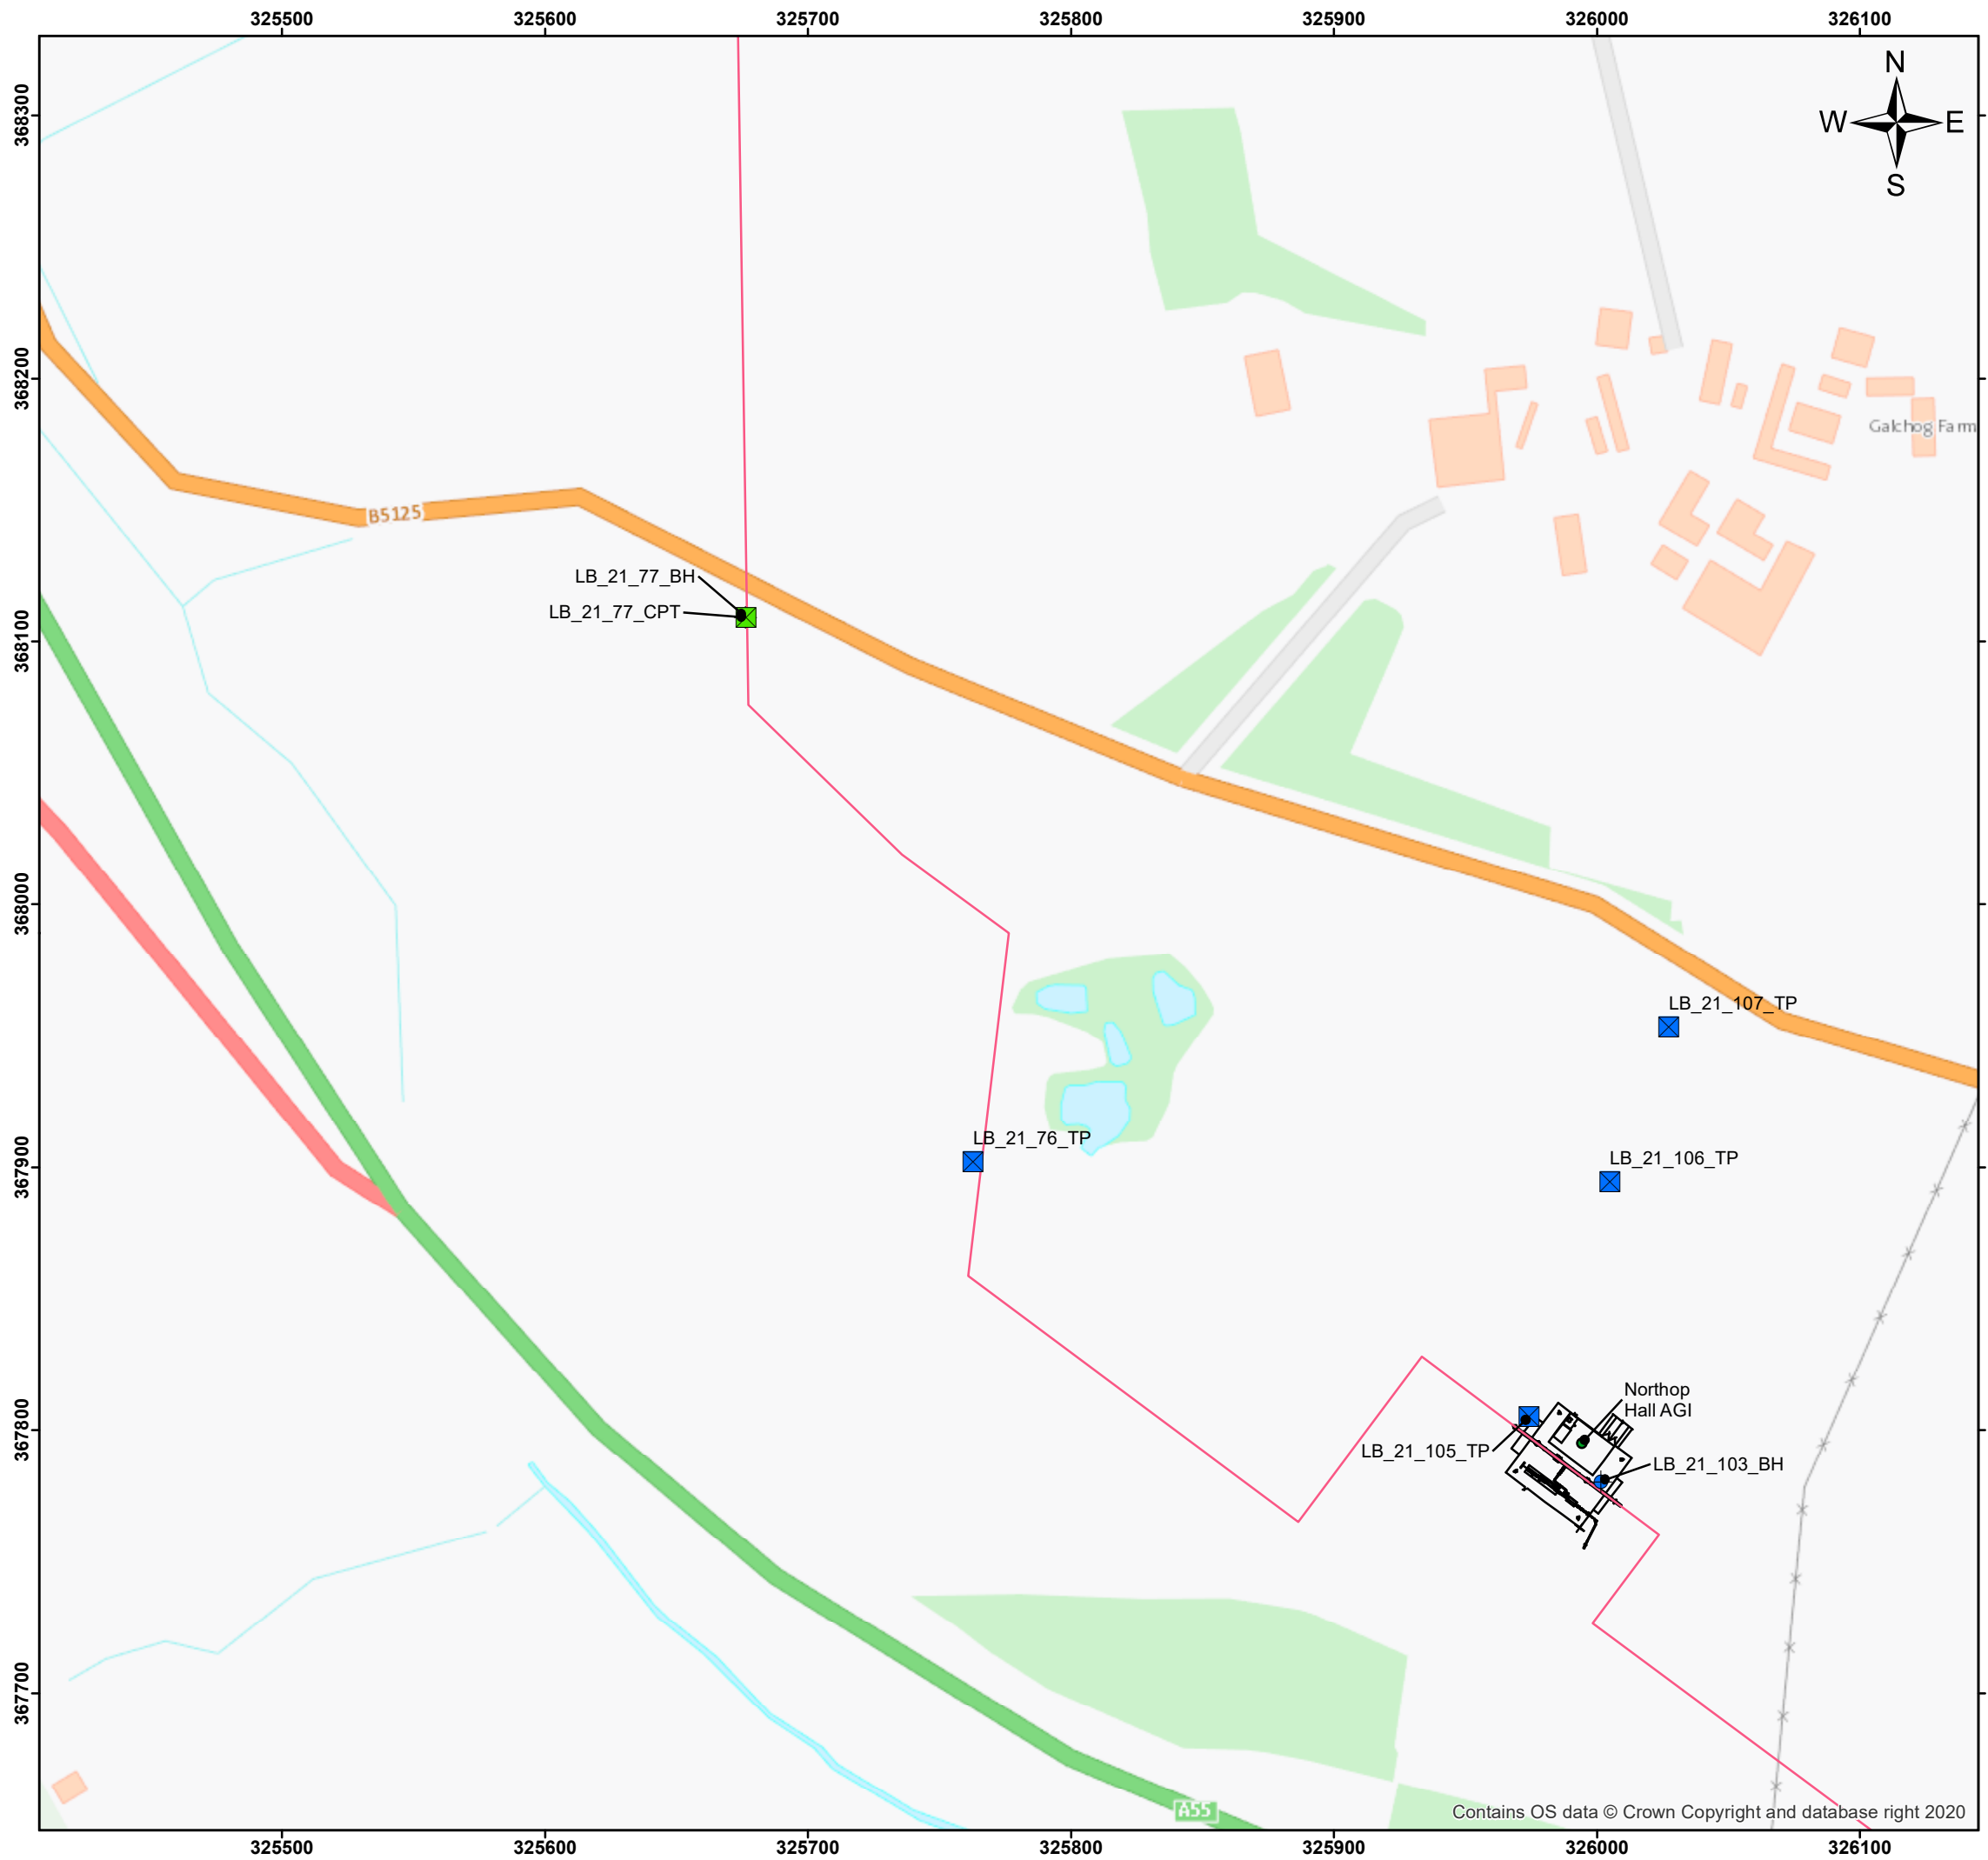 325500 325600 325700 325800 325900 326000 326100
N
W E
S
368300
368200
368100
368000
367900
367800
367700
Galchog Farm
B5125
LB_21_77_BH
LB_21_77_CPT
LB_21_107_TP
LB_21_76_TP
LB_21_106_TP
Northop
Hall AGI
LB_21_105_TP
LB_21_103_BH
A55
Contains OS data © Crown Copyright and database right 2020
325500 325600 325700 325800 325900 326000 326100